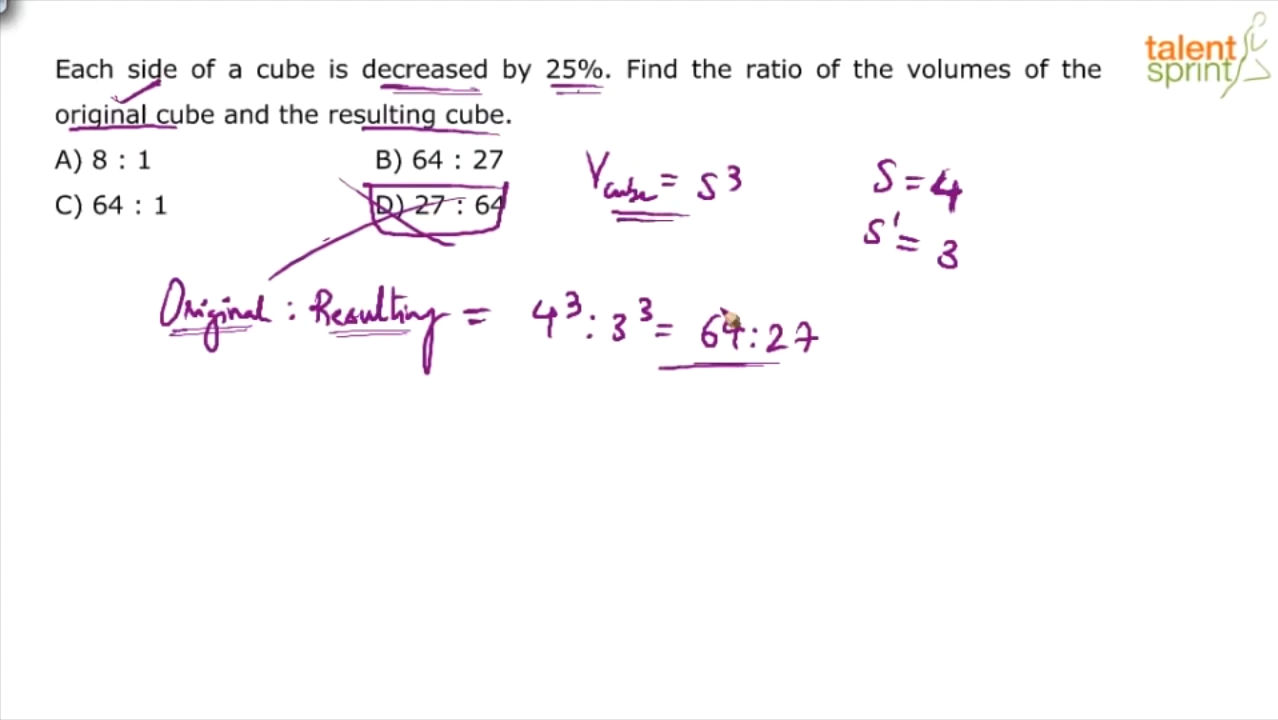 talent
sprint
Each side of a cube is decreased by 25%. Find the ratio of the volumes of the
original cube and the resulting cube.
A) 8 : 1 B) 64 : 27
C) 64 : 1 D) 27 : 64
V cube = s³ S = 4
s' = 3
Original : Resulting = 4³ : 3³ = 64 : 27